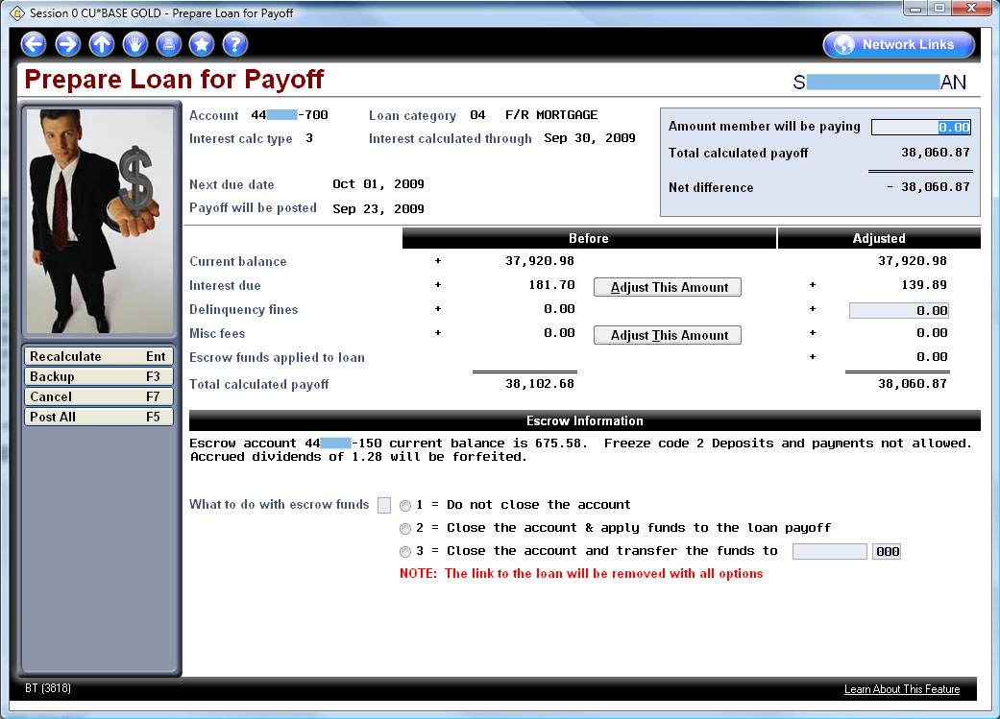 Session 0 CU*BASE GOLD - Prepare Loan for Payoff
Network Links
Prepare Loan for Payoff S AN
Account 44 -700 Loan category 04 F/R MORTGAGE
Interest calc type 3 Interest calculated through Sep 30, 2009
Next due date Oct 01, 2009
Payoff will be posted Sep 23, 2009
Amount member will be paying 0.00
Total calculated payoff 38,060.87
Net difference - 38,060.87
Before Adjusted
Current balance + 37,920.98 37,920.98
Interest due + 181.70 Adjust This Amount + 139.89
Delinquency fines + 0.00 + 0.00
Misc fees + 0.00 Adjust This Amount + 0.00
Escrow funds applied to loan + 0.00
Total calculated payoff 38,102.68 38,060.87
Recalculate Ent
Backup F3
Cancel F7
Post All F5
Escrow Information
Escrow account 44 -150 current balance is 675.58. Freeze code 2 Deposits and payments not allowed.
Accrued dividends of 1.28 will be forfeited.
What to do with escrow funds 1 = Do not close the account
2 = Close the account & apply funds to the loan payoff
3 = Close the account and transfer the funds to 000
NOTE: The link to the loan will be removed with all options
BT (3818) Learn About This Feature